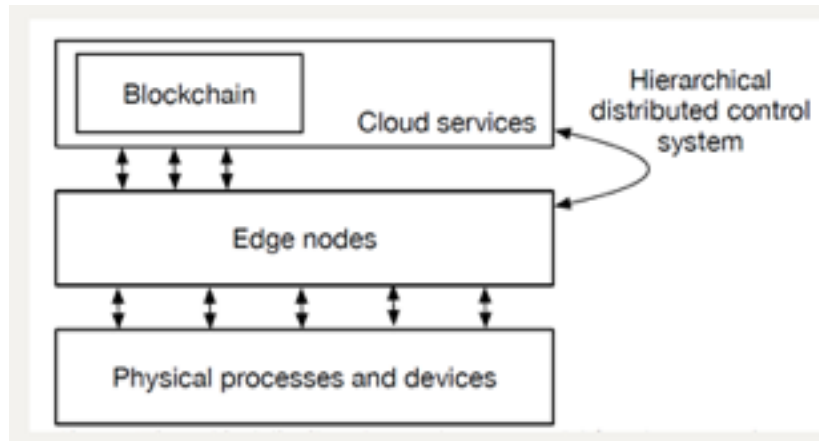 Blockchain
Cloud services
Hierarchical
distributed control
system
Edge nodes
Physical processes and devices